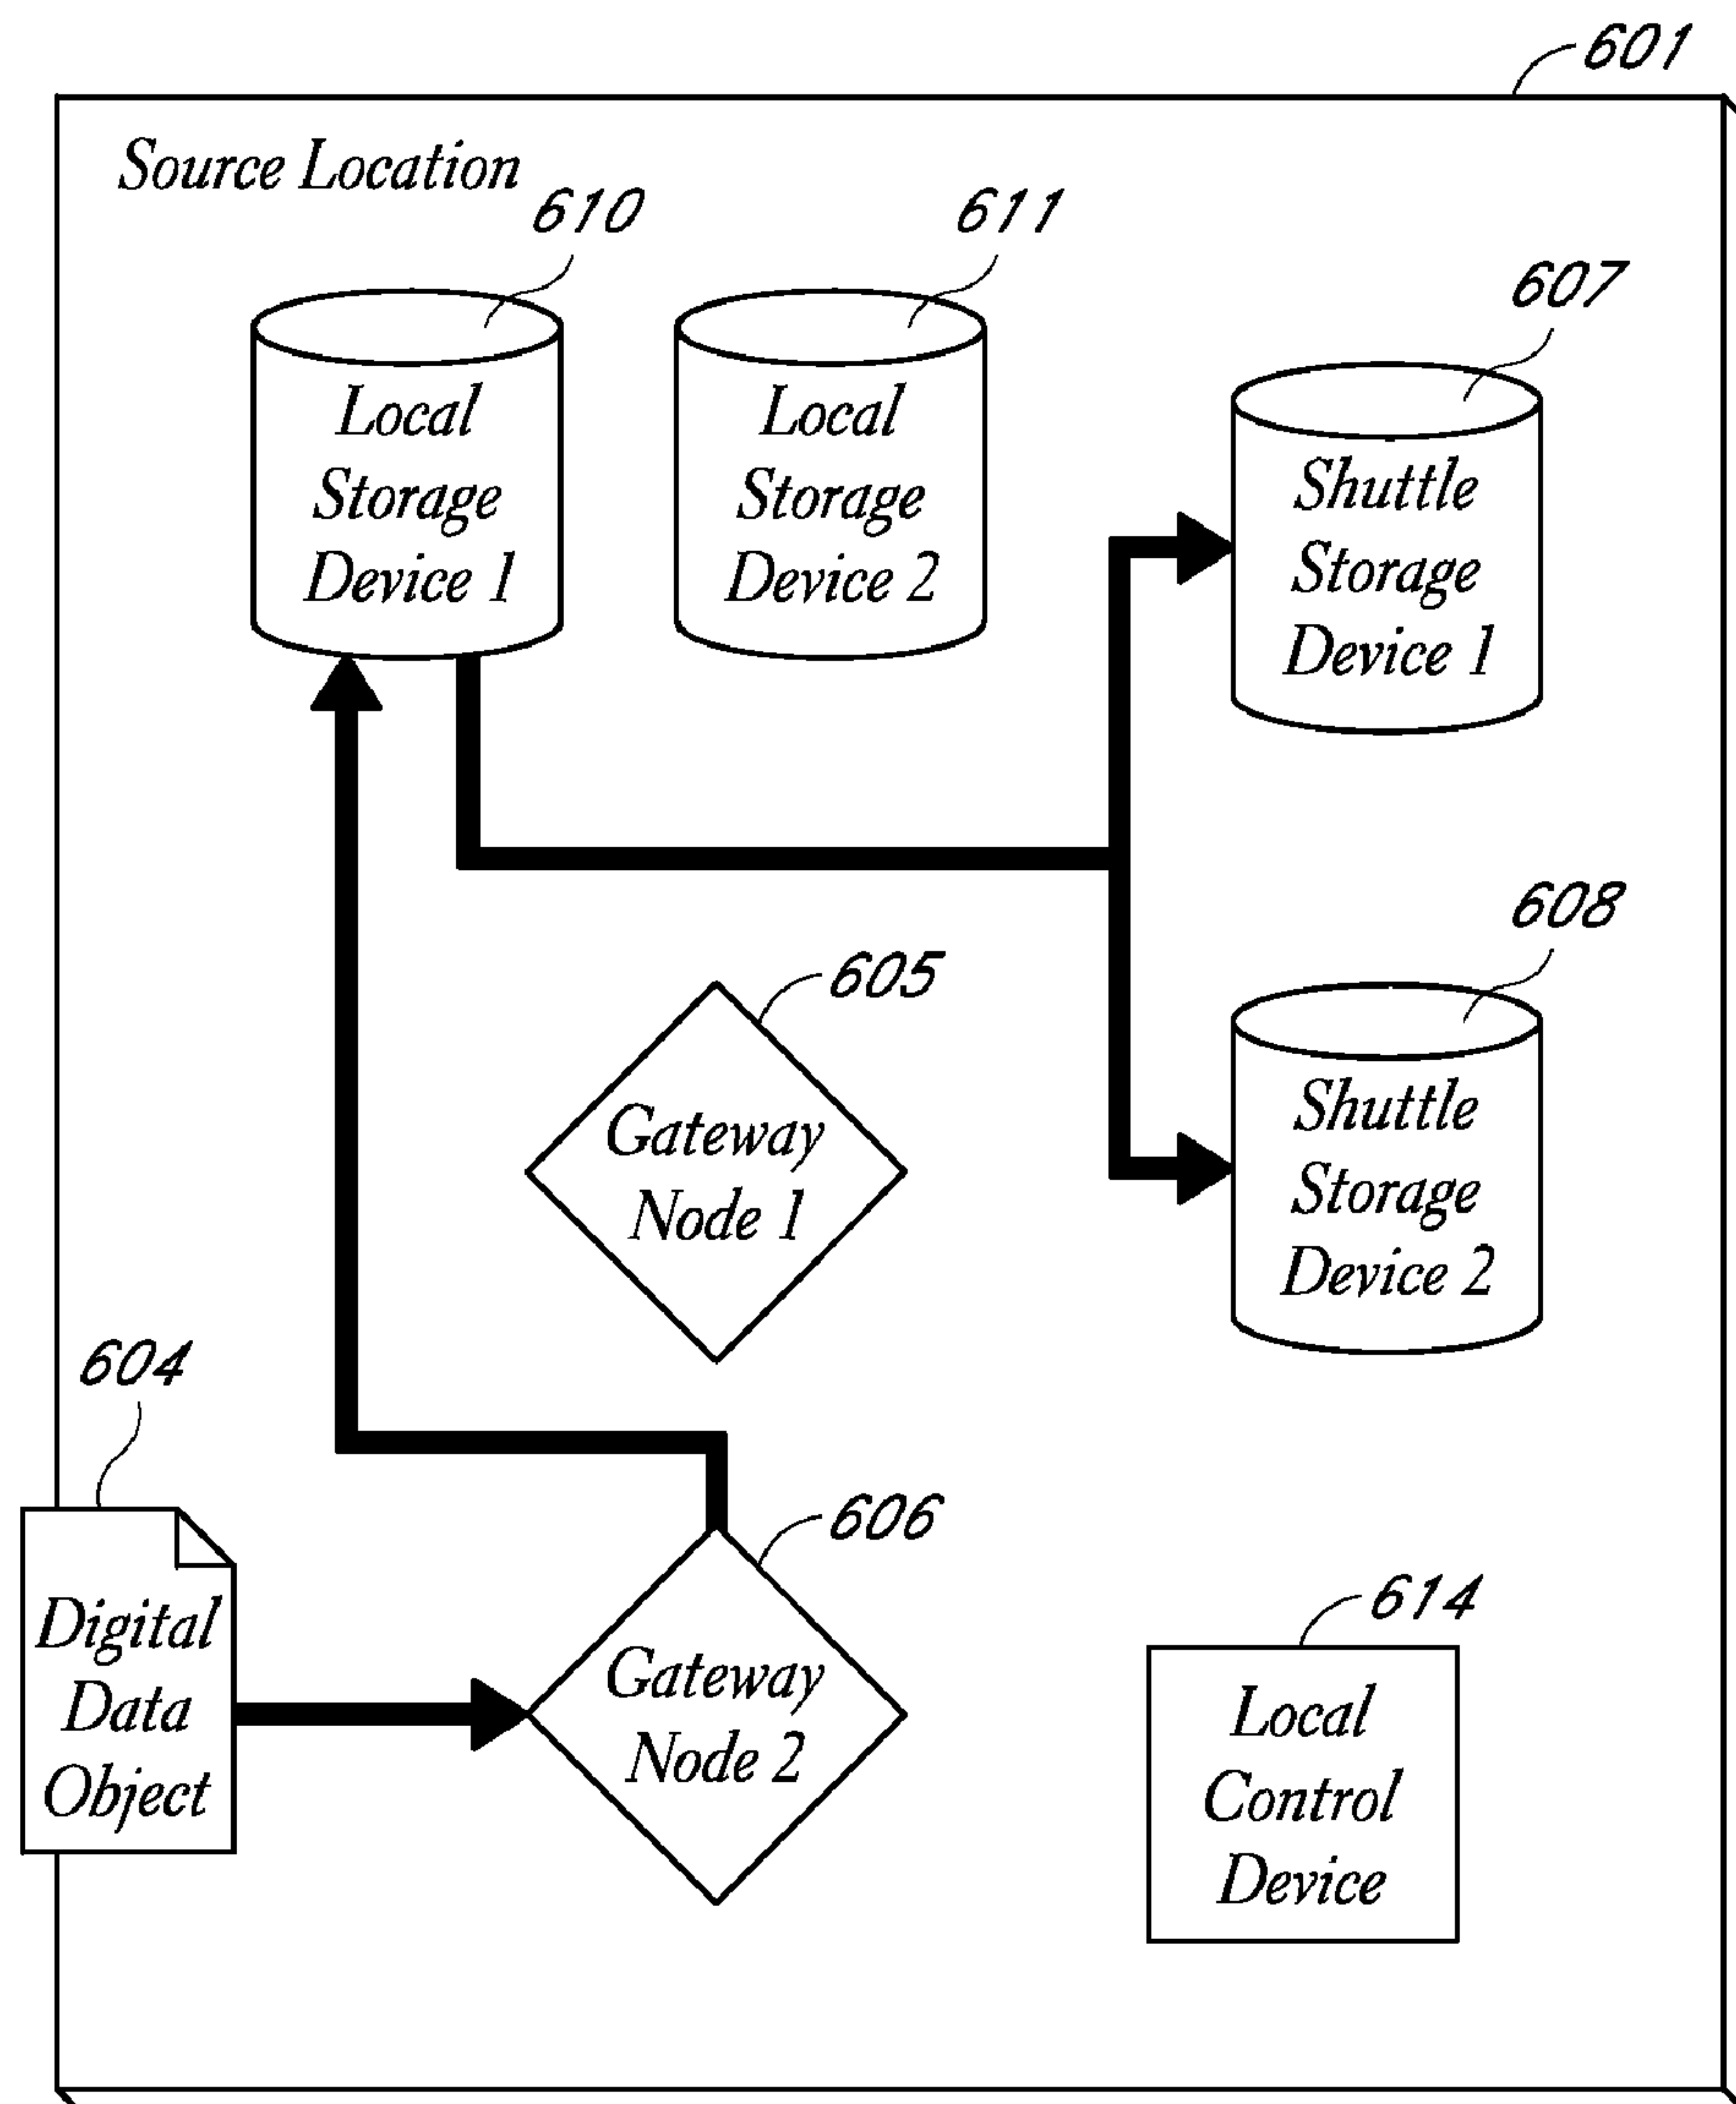 601
Source Location
610
611
607
Local
Storage
Device 1
Local
Storage
Device 2
Shuttle
Storage
Device 1
608
605
Shuttle
Storage
Device 2
Gateway
Node 1
604
606
614
Digital
Data
Object
Gateway
Node 2
Local
Control
Device